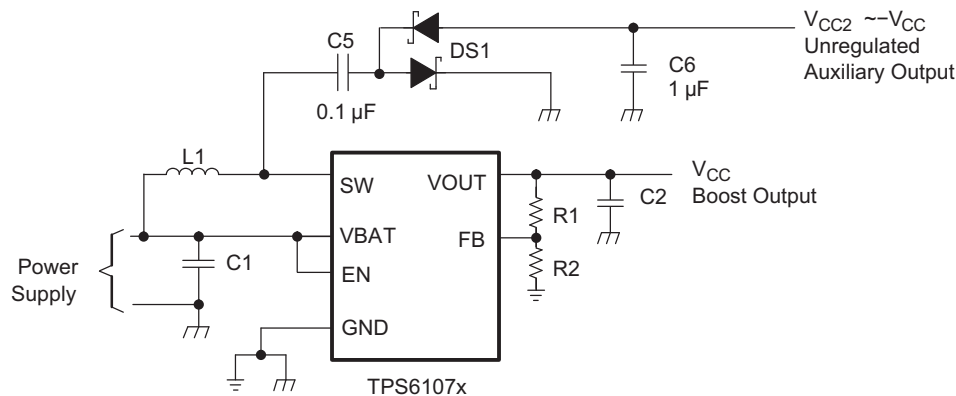 C5
0.1 µF
DS1
C6
1 µF
VCC2 ~–VCC
Unregulated
Auxiliary Output
L1
SW
VOUT
VBAT
FB
EN
GND
R1
R2
C2
VCC
Boost Output
Power
Supply
C1
TPS6107x